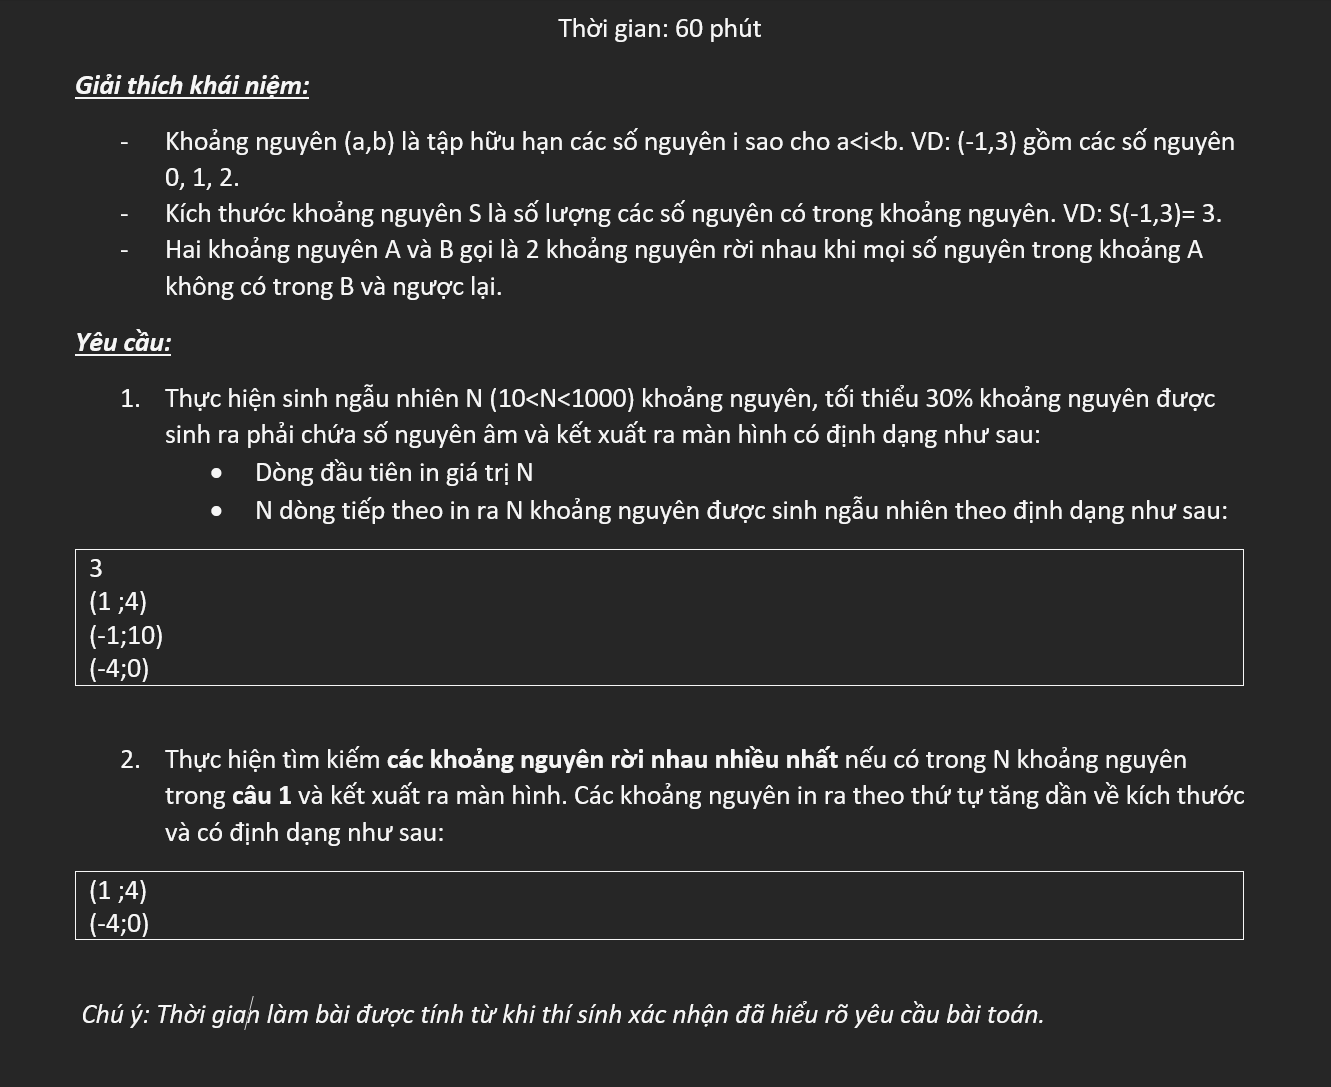 Thời gian: 60 phút
Giải thích khái niệm:
- Khoảng nguyên (a,b) là tập hữu hạn các số nguyên i sao cho a<i<b. VD: (-1,3) gồm các số nguyên
0, 1, 2.
- Kích thước khoảng nguyên S là số lượng các số nguyên có trong khoảng nguyên. VD: S(-1,3)= 3.
- Hai khoảng nguyên A và B gọi là 2 khoảng nguyên rời nhau khi mọi số nguyên trong khoảng A
không có trong B và ngược lại.
Yêu cầu:
1. Thực hiện sinh ngẫu nhiên N (10<N<1000) khoảng nguyên, tối thiểu 30% khoảng nguyên được
sinh ra phải chứa số nguyên âm và kết xuất ra màn hình có định dạng như sau:
• Dòng đầu tiên in giá trị N
• N dòng tiếp theo in ra N khoảng nguyên được sinh ngẫu nhiên theo định dạng như sau:
3
(1 ;4)
(-1;10)
(-4;0)
2. Thực hiện tìm kiếm các khoảng nguyên rời nhau nhiều nhất nếu có trong N khoảng nguyên
trong câu 1 và kết xuất ra màn hình. Các khoảng nguyên in ra theo thứ tự tăng dần về kích thước
và có định dạng như sau:
(1 ;4)
(-4;0)
Chú ý: Thời gian làm bài được tính từ khi thí sính xác nhận đã hiểu rõ yêu cầu bài toán.